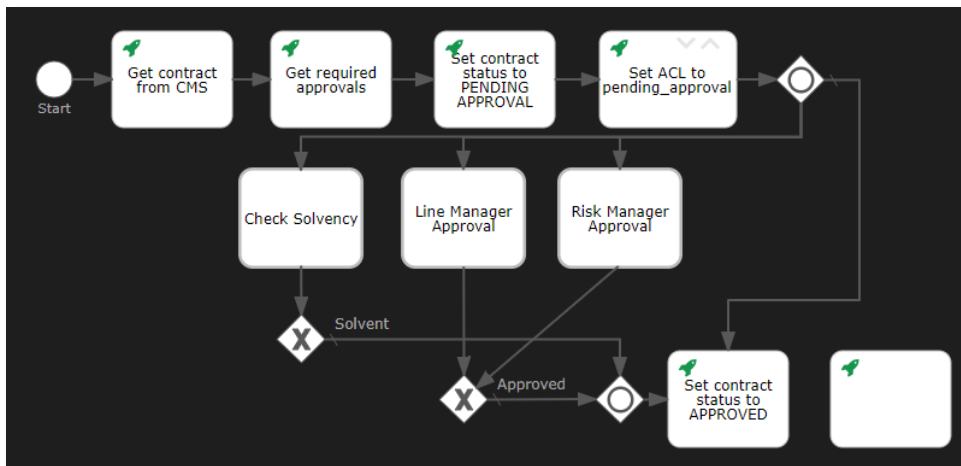 Get contract
from CMS
Get required
approvals
Set contract
status to
PENDING
APPROVAL
Set ACL to
pending_approval
Start
Check Solvency
Line Manager
Approval
Risk Manager
Approval
X
Solvent
X
Approved
Set contract
status to
APPROVED